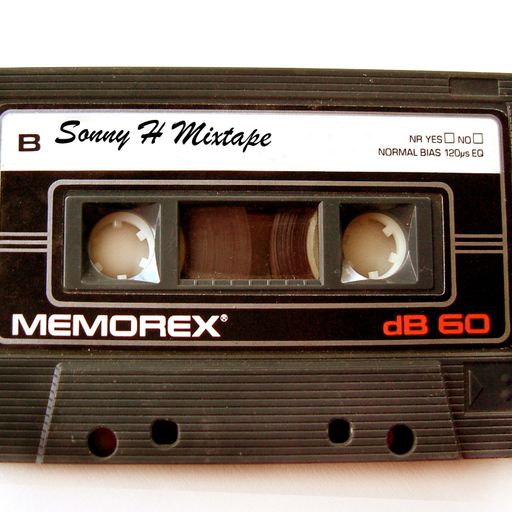 B Sonny H Mixtape
NR YES☐ NO☐
NORMAL BIAS 120µs EQ
MEMOREX® dB 60